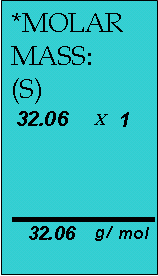 *MOLAR
MASS:
(S)
32.06 x 1
32.06 g/mol